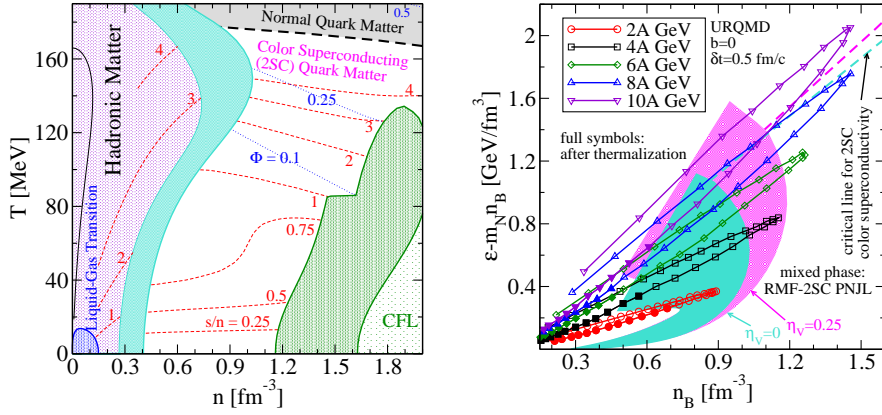 160
120
80
40
0
T [MeV]
0
0.3
0.6
0.9
1.2
1.5
1.8
n [fm⁻³]
Normal Quark Matter
0.5
Color Superconducting
(2SC) Quark Matter
Hadronic Matter
Liquid-Gas Transition
4
3
2
1
0.25
4
3
2
Φ = 0.1
1
0.75
0.5
s/n = 0.25
CFL
2
1.6
1.2
0.8
0.4
ε-m_N n_B [GeV/fm³]
0.3
0.6
0.9
1.2
1.5
n_B [fm⁻³]
2A GeV
4A GeV
6A GeV
8A GeV
10A GeV
URQMD
b=0
δt=0.5 fm/c
full symbols:
after thermalization
critical line for 2SC
color superconductivity
mixed phase:
RMF-2SC PNJL
η_V=0
η_V=0.25